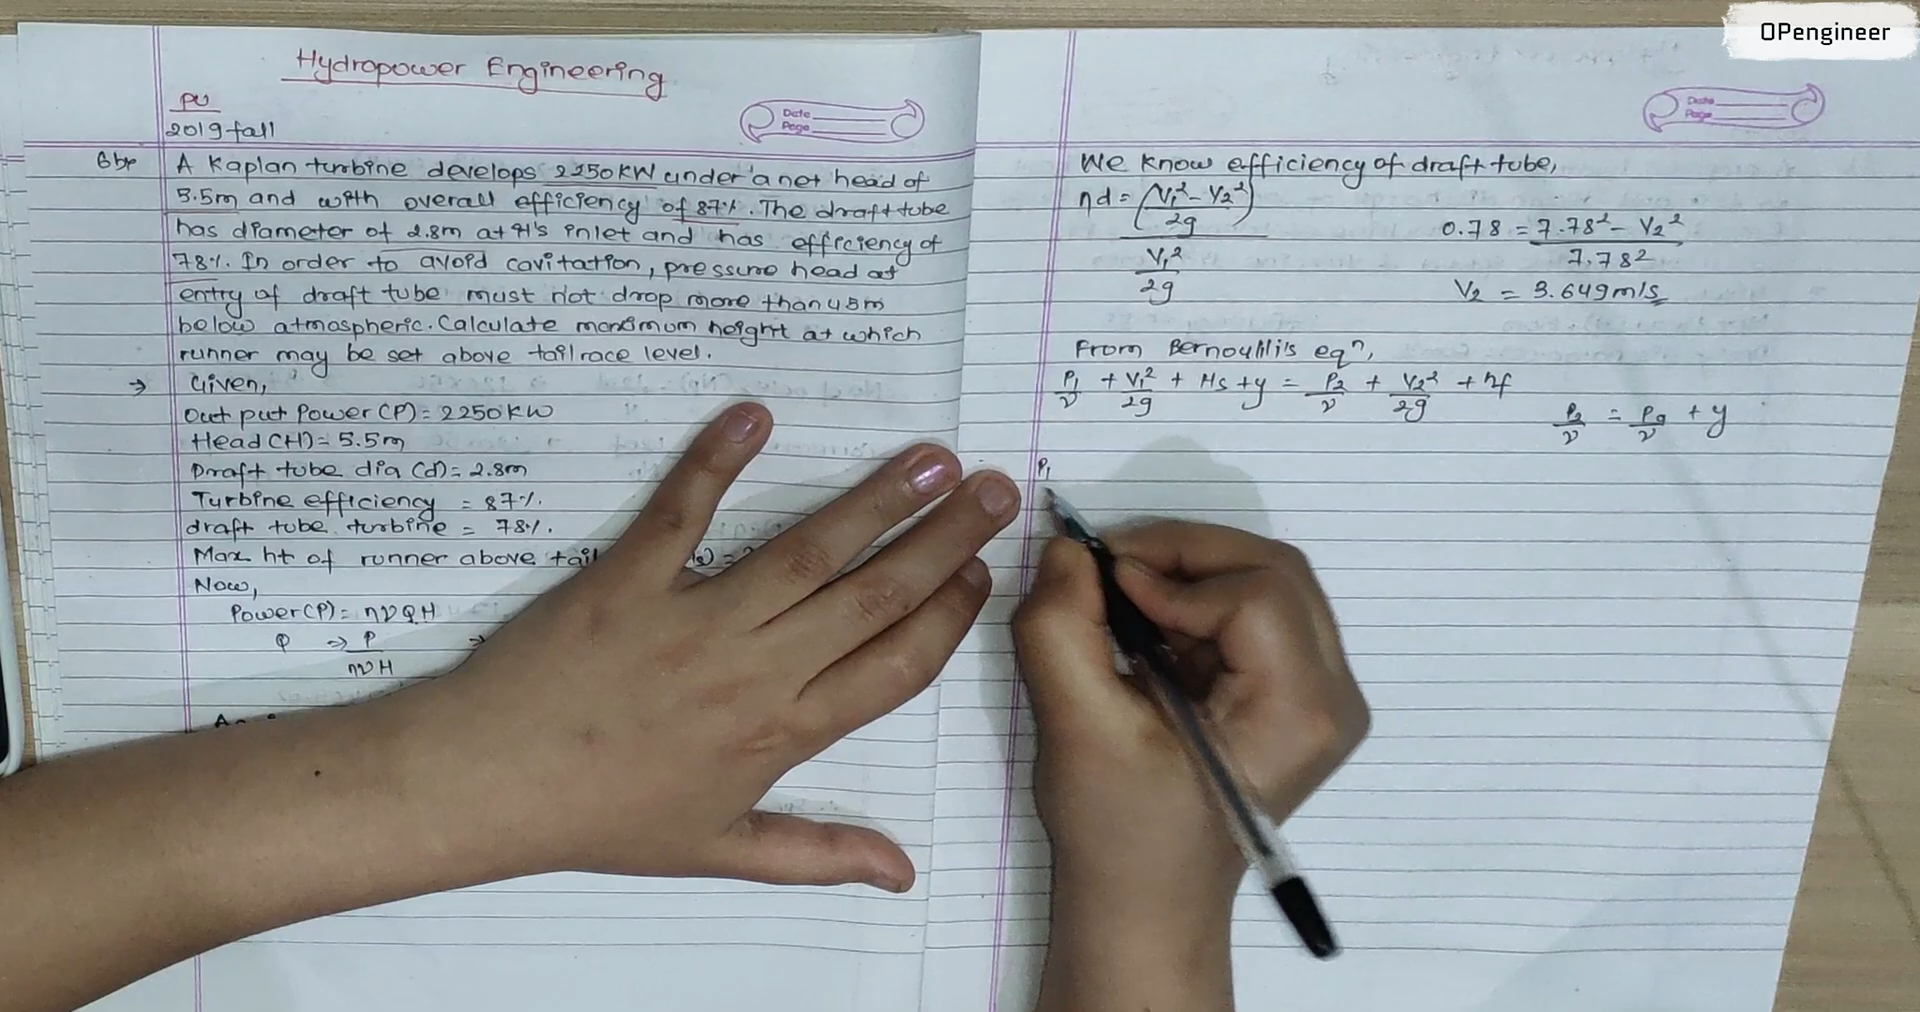 OPengineer
Hydropower Engineering
PU
2019 fall
Date
Page
6b)
A Kaplan turbine develops 2250KW under a net head of
5.5m and with overall efficiency of 87%. The draft tube
has diameter of 2.8m at it's inlet and has efficiency of
78%. In order to avoid cavitation, pressure head at
entry of draft tube must not drop more than 4.5m
below atmospheric. Calculate maximum height at which
runner may be set above tailrace level.
→ Given,
Out put Power (P) = 2250KW
Head (H) = 5.5m
Draft tube dia (d) = 2.8m
Turbine efficiency = 87%.
draft tube turbine = 78%.
Max ht of runner above tail
Now,
Power (P) = ηγQH
Q ⇒ P/ηγH ⇒
Date
Page
We know efficiency of draft tube,
ηd = ((V₁² - V₂²)/2g) / (V₁²/2g)
0.78 = (7.78² - V₂²)/7.78²
V₂ = 3.649m/s
From Bernoulli's eqⁿ,
P₁/γ + V₁²/2g + Hs + y = P₂/γ + V₂²/2g + hf
P₂/γ = Pa/γ + y
P₁